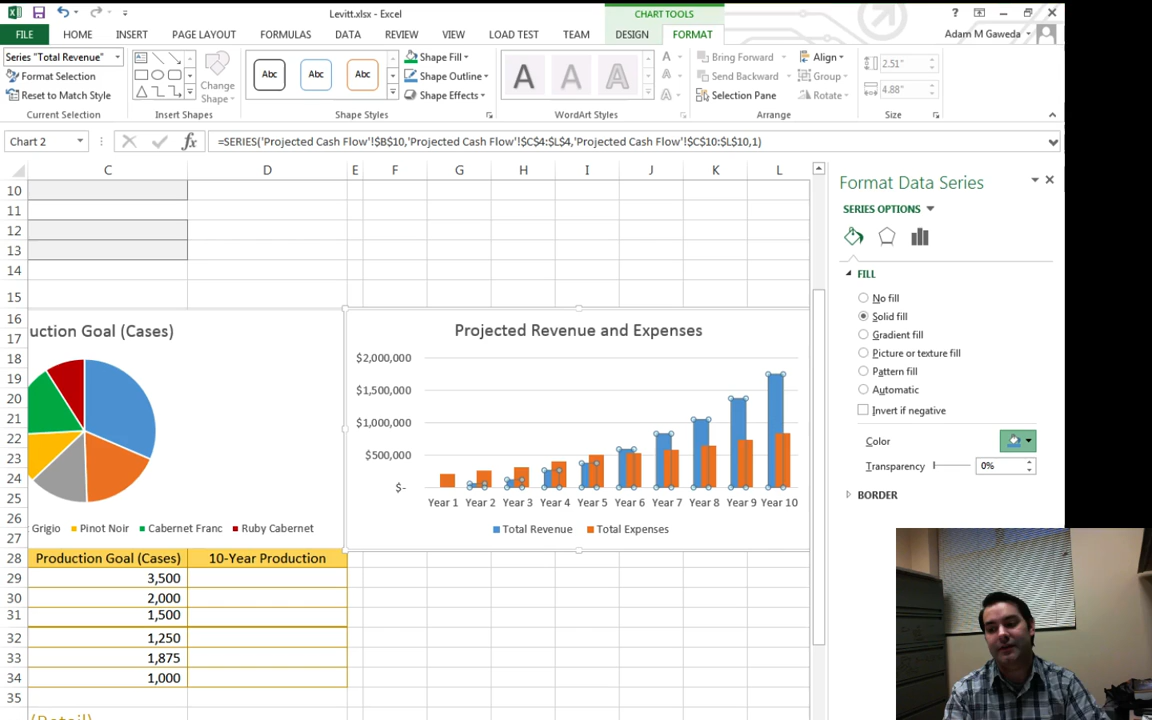 Levitt.xlsx - Excel
CHART TOOLS
?
FILE HOME INSERT PAGE LAYOUT FORMULAS DATA REVIEW VIEW LOAD TEST TEAM DESIGN FORMAT Adam M Gaweda
Series "Total Revenue"
Format Selection
Reset to Match Style
Current Selection
Change
Shape
Insert Shapes
Abc Abc Abc
Shape Fill
Shape Outline
Shape Effects
Shape Styles
A A A
WordArt Styles
Bring Forward
Send Backward
Selection Pane
Align
Group
Rotate
Arrange
2.51"
4.88"
Size
Chart 2
fx
=SERIES('Projected Cash Flow'!$B$10,'Projected Cash Flow'!$C$4:$L$4,'Projected Cash Flow'!$C$10:$L$10,1)
C D E F G H I J K L
10
11
12
13
14
15
16
17
18
19
20
21
22
23
24
25
26
27
28
29
30
31
32
33
34
35
uction Goal (Cases)
Grigio Pinot Noir Cabernet Franc Ruby Cabernet
Projected Revenue and Expenses
$2,000,000
$1,500,000
$1,000,000
$500,000
$-
Year 1 Year 2 Year 3 Year 4 Year 5 Year 6 Year 7 Year 8 Year 9 Year 10
Total Revenue Total Expenses
Production Goal (Cases) 10-Year Production
3,500
2,000
1,500
1,250
1,875
1,000
(Retail)
Format Data Series
SERIES OPTIONS
FILL
No fill
Solid fill
Gradient fill
Picture or texture fill
Pattern fill
Automatic
Invert if negative
Color
Transparency 0%
BORDER